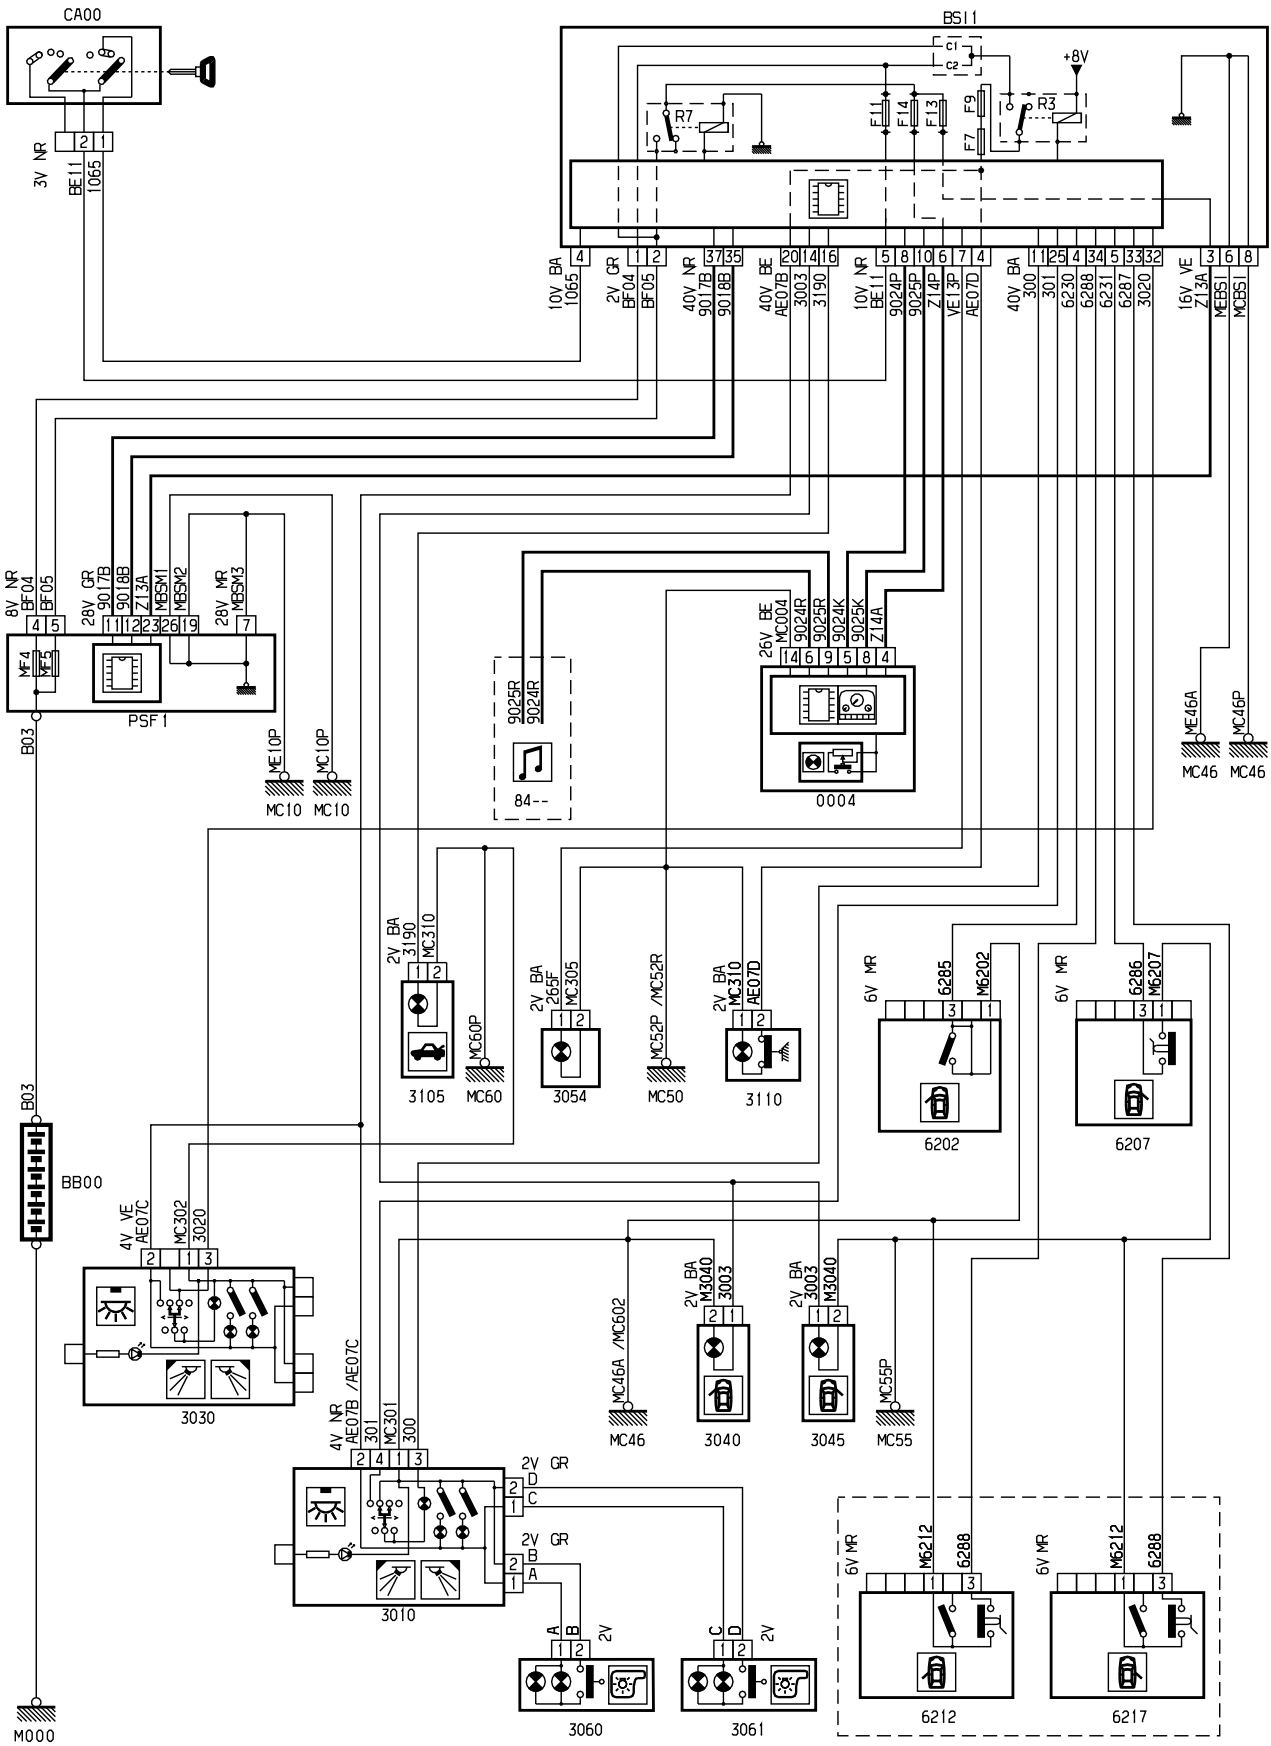 CA00
BSI1
C1
C2
+8V
R7
F11
F14
F13
F9
F7
R3
2 1
3V NR
BE11
1065
4
1 2
37 35
20 14 16
5 8 10 6 7 4
11 25 4 34 5 33 32
3 6 8
10V BA
1065
2V GR
BF04
BF05
40V NR
9017B
9018B
40V BE
AE07B
3003
3190
10V NR
BE11
9024P
9025P
Z14P
VE13P
AE07D
40V BA
300
301
6230
6288
6231
6287
3020
16V VE
Z13A
MEBSI
MCBSI
8V NR
BF04
BF05
28V GR
9017B
9018B
Z13A
MBSM1
MBSM2
28V MR
MBSM3
4 5
11 12 23 26 19
7
MF4
MF5
PSF1
B03
ME10P
MC10P
MC10
MC10
9025R
9024R
84--
26V BE
MC004
9024R
9025R
9024K
9025K
Z14A
14 6 9 5 8 4
0004
ME46A
MC46P
MC46
MC46
2V BA
3190
MC310
1 2
3105
MC60P
MC60
2V BA
265F
MC305
1 2
3054
MC52P /MC52R
MC50
2V BA
MC310
AE07D
1 2
3110
6V MR
6285
M6202
3 1
6202
6V MR
6286
M6207
3 1
6207
B03
BB00
M000
4V VE
AE07C
MC302
3020
2 1 3
3030
4V NR
AE07B /AE07C
301
MC301
300
2 4 1 3
3010
2V GR
D
2
C
1
2V GR
B
2
A
1
MC46A /MC602
MC46
2V BA
M3040
3003
2 1
3040
2V BA
3003
M3040
1 2
3045
MC55P
MC55
A
B
2V
1 2
3060
C
D
2V
1 2
3061
6V MR
M6212
6288
1 3
6212
6V MR
M6212
6288
1 3
6217